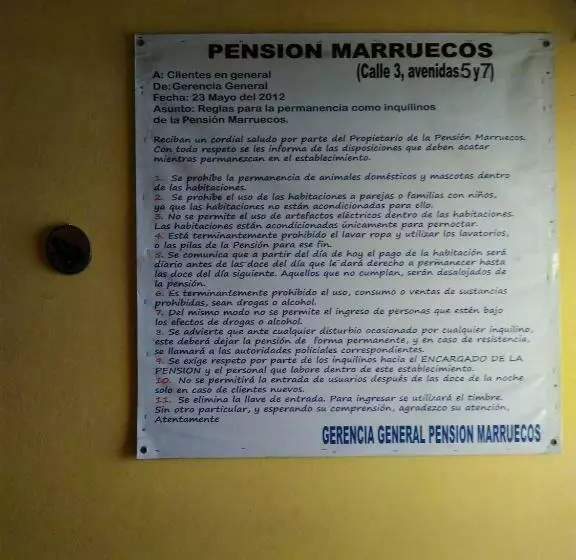 PENSION MARRUECOS
(Calle 3, avenidas 5 y 7)
A: Clientes en general
De:Gerencia General
Fecha: 23 Mayo del 2012
Asunto: Reglas para la permanencia como inquilinos
de la Pensión Marruecos.
Reciban un cordial saludo por parte del Propietario de la Pensión Marruecos.
Con todo respeto se les informa de las disposiciones que deben acatar
mientras permanezcan en el establecimiento.
1. Se prohíbe la permanencia de animales domésticos y mascotas dentro
de las habitaciones.
2. Se prohíbe el uso de las habitaciones a parejas o familias con niños,
ya que las habitaciones no están acondicionadas para ello.
3. No se permite el uso de artefactos eléctricos dentro de las habitaciones.
Las habitaciones están acondicionadas únicamente para pernoctar.
4. Está terminantemente prohibido el lavar ropa y utilizar los lavatorios,
o las pilas de la Pensión para ese fin.
5. Se comunica que a partir del día de hoy el pago de la habitación será
diario antes de las doce del día que le dará derecho a permanecer hasta
las doce del día siguiente. Aquellos que no cumplan, serán desalojados de
la pensión.
6. Es terminantemente prohibido el uso, consumo o ventas de sustancias
prohibidas, sean drogas o alcohol.
7. Del mismo modo no se permite el ingreso de personas que estén bajo
los efectos de drogas o alcohol.
8. Se advierte que ante cualquier disturbio ocasionado por cualquier inquilino,
este deberá dejar la pensión de forma permanente, y en caso de resistencia,
se llamará a las autoridades policiales correspondientes.
9. Se exige respeto por parte de los inquilinos hacia el ENCARGADO DE LA
PENSION y el personal que labore dentro de este establecimiento.
10. No se permitirá la entrada de usuarios después de las doce de la noche
solo en caso de clientes nuevos.
11. Se elimina la llave de entrada. Para ingresar se utilizará el timbre.
Sin otro particular, y esperando su comprensión, agradezco su atención,
Atentamente
GERENCIA GENERAL PENSION MARRUECOS